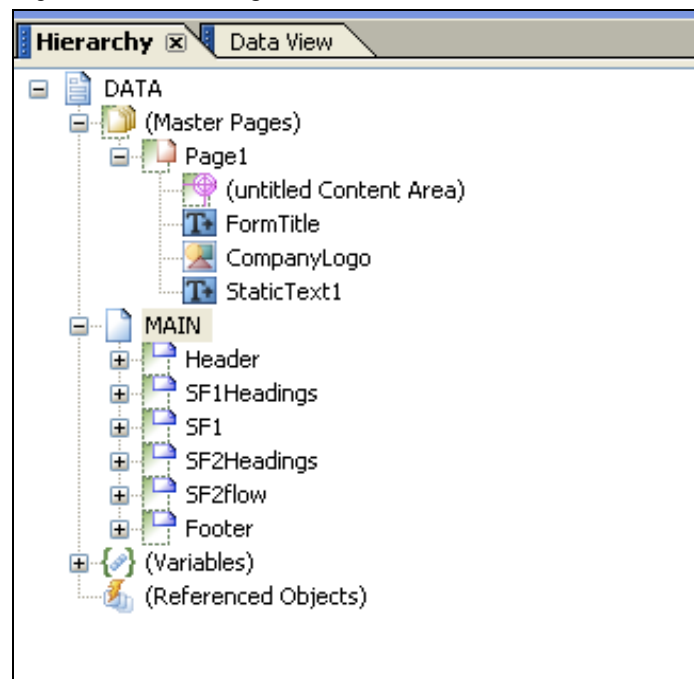 Hierarchy Data View
DATA
(Master Pages)
Page1
(untitled Content Area)
FormTitle
CompanyLogo
StaticText1
MAIN
Header
SF1Headings
SF1
SF2Headings
SF2flow
Footer
(Variables)
(Referenced Objects)